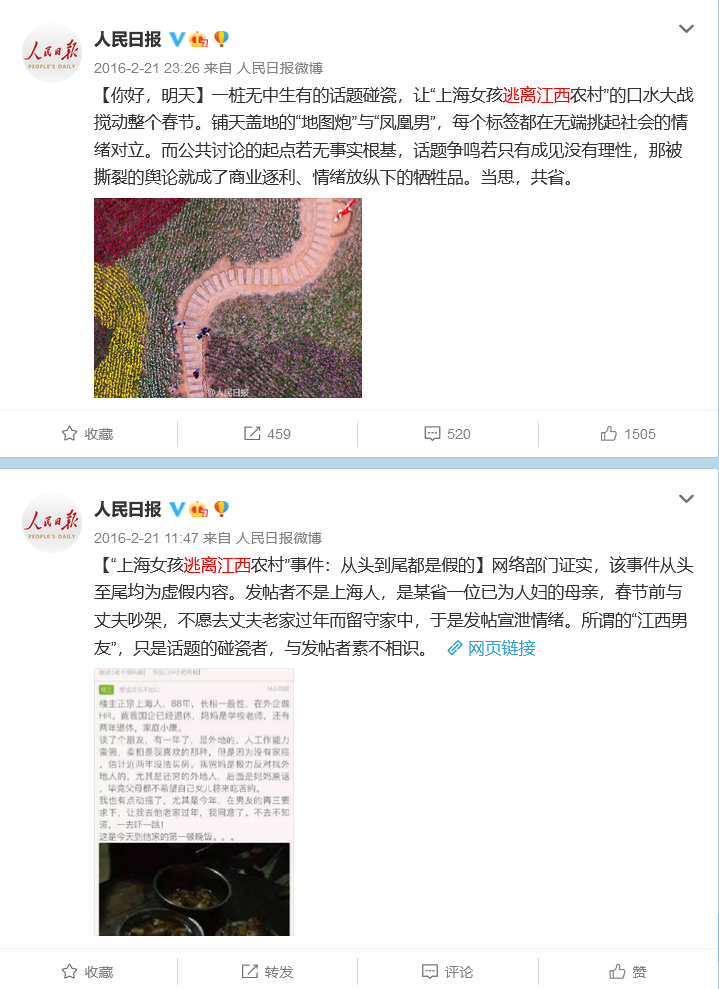 人民日报
人民日报
PEOPLE'S DAILY
2016-2-21 23:26 来自 人民日报微博
【你好，明天】一桩无中生有的话题碰瓷，让“上海女孩逃离江西农村”的口水大战
搅动整个春节。铺天盖地的“地图炮”与“凤凰男”，每个标签都在无端挑起社会的情
绪对立。而公共讨论的起点若无事实根基，话题争鸣若只有成见没有理性，那被
撕裂的舆论就成了商业逐利、情绪放纵下的牺牲品。当思，共省。
@人民日报
收藏
459
520
1505
人民日报
人民日报
PEOPLE'S DAILY
2016-2-21 11:47 来自 人民日报微博
【“上海女孩逃离江西农村”事件：从头到尾都是假的】网络部门证实，该事件从头
至尾均为虚假内容。发帖者不是上海人，是某省一位已为人妇的母亲，春节前与
丈夫吵架，不愿去丈夫老家过年而留守家中，于是发帖宣泄情绪。所谓的“江西男
友”，只是话题的碰瓷者，与发帖者素不相识。 网页链接
楼主
楼主正宗上海人，88年，长相一般性，在外企做
HR，爸爸国企已经退休，妈妈是学校老师，还有
两年退休，家庭小康。
谈了个朋友，有一年了，是外地的，人工作能力
蛮强，卖相是我喜欢的那种，但是因为没有家底
，估计近两年没法买房。我爸妈是极力反对找外
地人的，尤其是还穷的外地人，后面是妈妈原话
，毕竟父母都不希望自己女儿将来吃苦的。
我也有点动摇了，尤其是今年，在男友的再三要
求下，让我去他老家过年，我同意了。不去不知
道，一去吓一跳！
这是今天到他家的第一顿晚饭。。。
收藏
转发
评论
赞